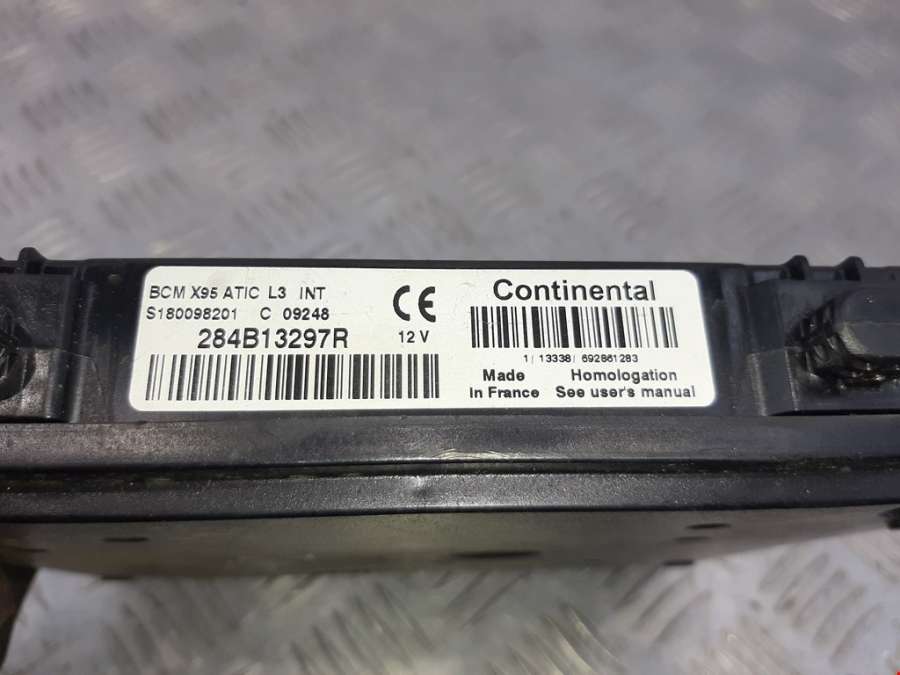 BCM X95 ATIC L3 INT
S180098201 C 09248
284B13297R
CE
12 V
Continental
1/ 13338/ 692861283
Made
In France
Homologation
See user's manual